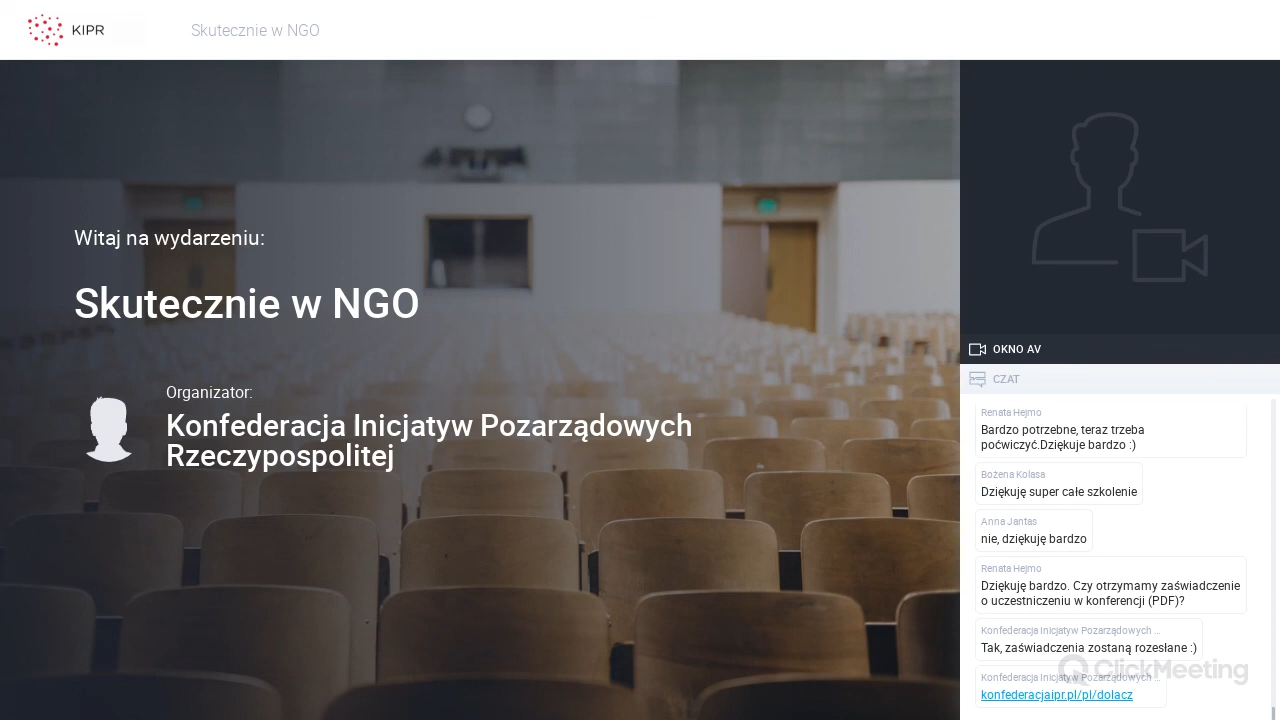 KIPR
Skutecznie w NGO
Witaj na wydarzeniu:
Skutecznie w NGO
Organizator:
Konfederacja Inicjatyw Pozarządowych
Rzeczypospolitej
OKNO AV
CZAT
Renata Hejmo
Bardzo potrzebne, teraz trzeba
poćwiczyć.Dziękuje bardzo :)
Bożena Kolasa
Dziękuję super całe szkolenie
Anna Jantas
nie, dziękuję bardzo
Renata Hejmo
Dziękuję bardzo. Czy otrzymamy zaświadczenie
o uczestniczeniu w konferencji (PDF)?
Konfederacja Inicjatyw Pozarządowych ...
Tak, zaświadczenia zostaną rozesłane :)
Konfederacja Inicjatyw Pozarządowych ...
konfederacjaipr.pl/pl/dolacz
ClickMeeting